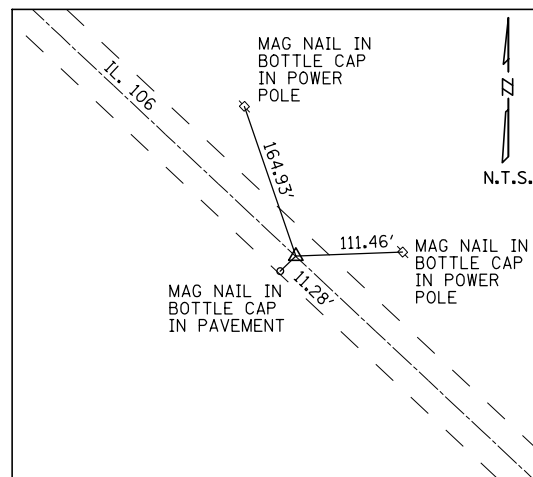 MAG NAIL IN
BOTTLE CAP
IN POWER
POLE
IL. 106
N
N.T.S.
164.93'
111.46'
MAG NAIL IN
BOTTLE CAP
IN POWER
POLE
11.28'
MAG NAIL IN
BOTTLE CAP
IN PAVEMENT